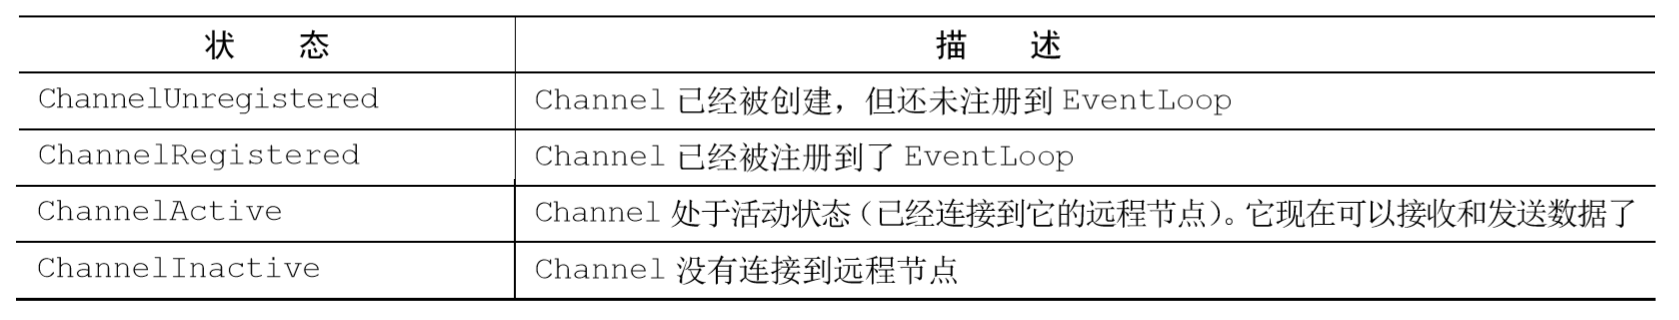 状 态 描 述
ChannelUnregistered Channel 已经被创建，但还未注册到 EventLoop
ChannelRegistered Channel 已经被注册到了 EventLoop
ChannelActive Channel 处于活动状态（已经连接到它的远程节点）。它现在可以接收和发送数据了
ChannelInactive Channel 没有连接到远程节点